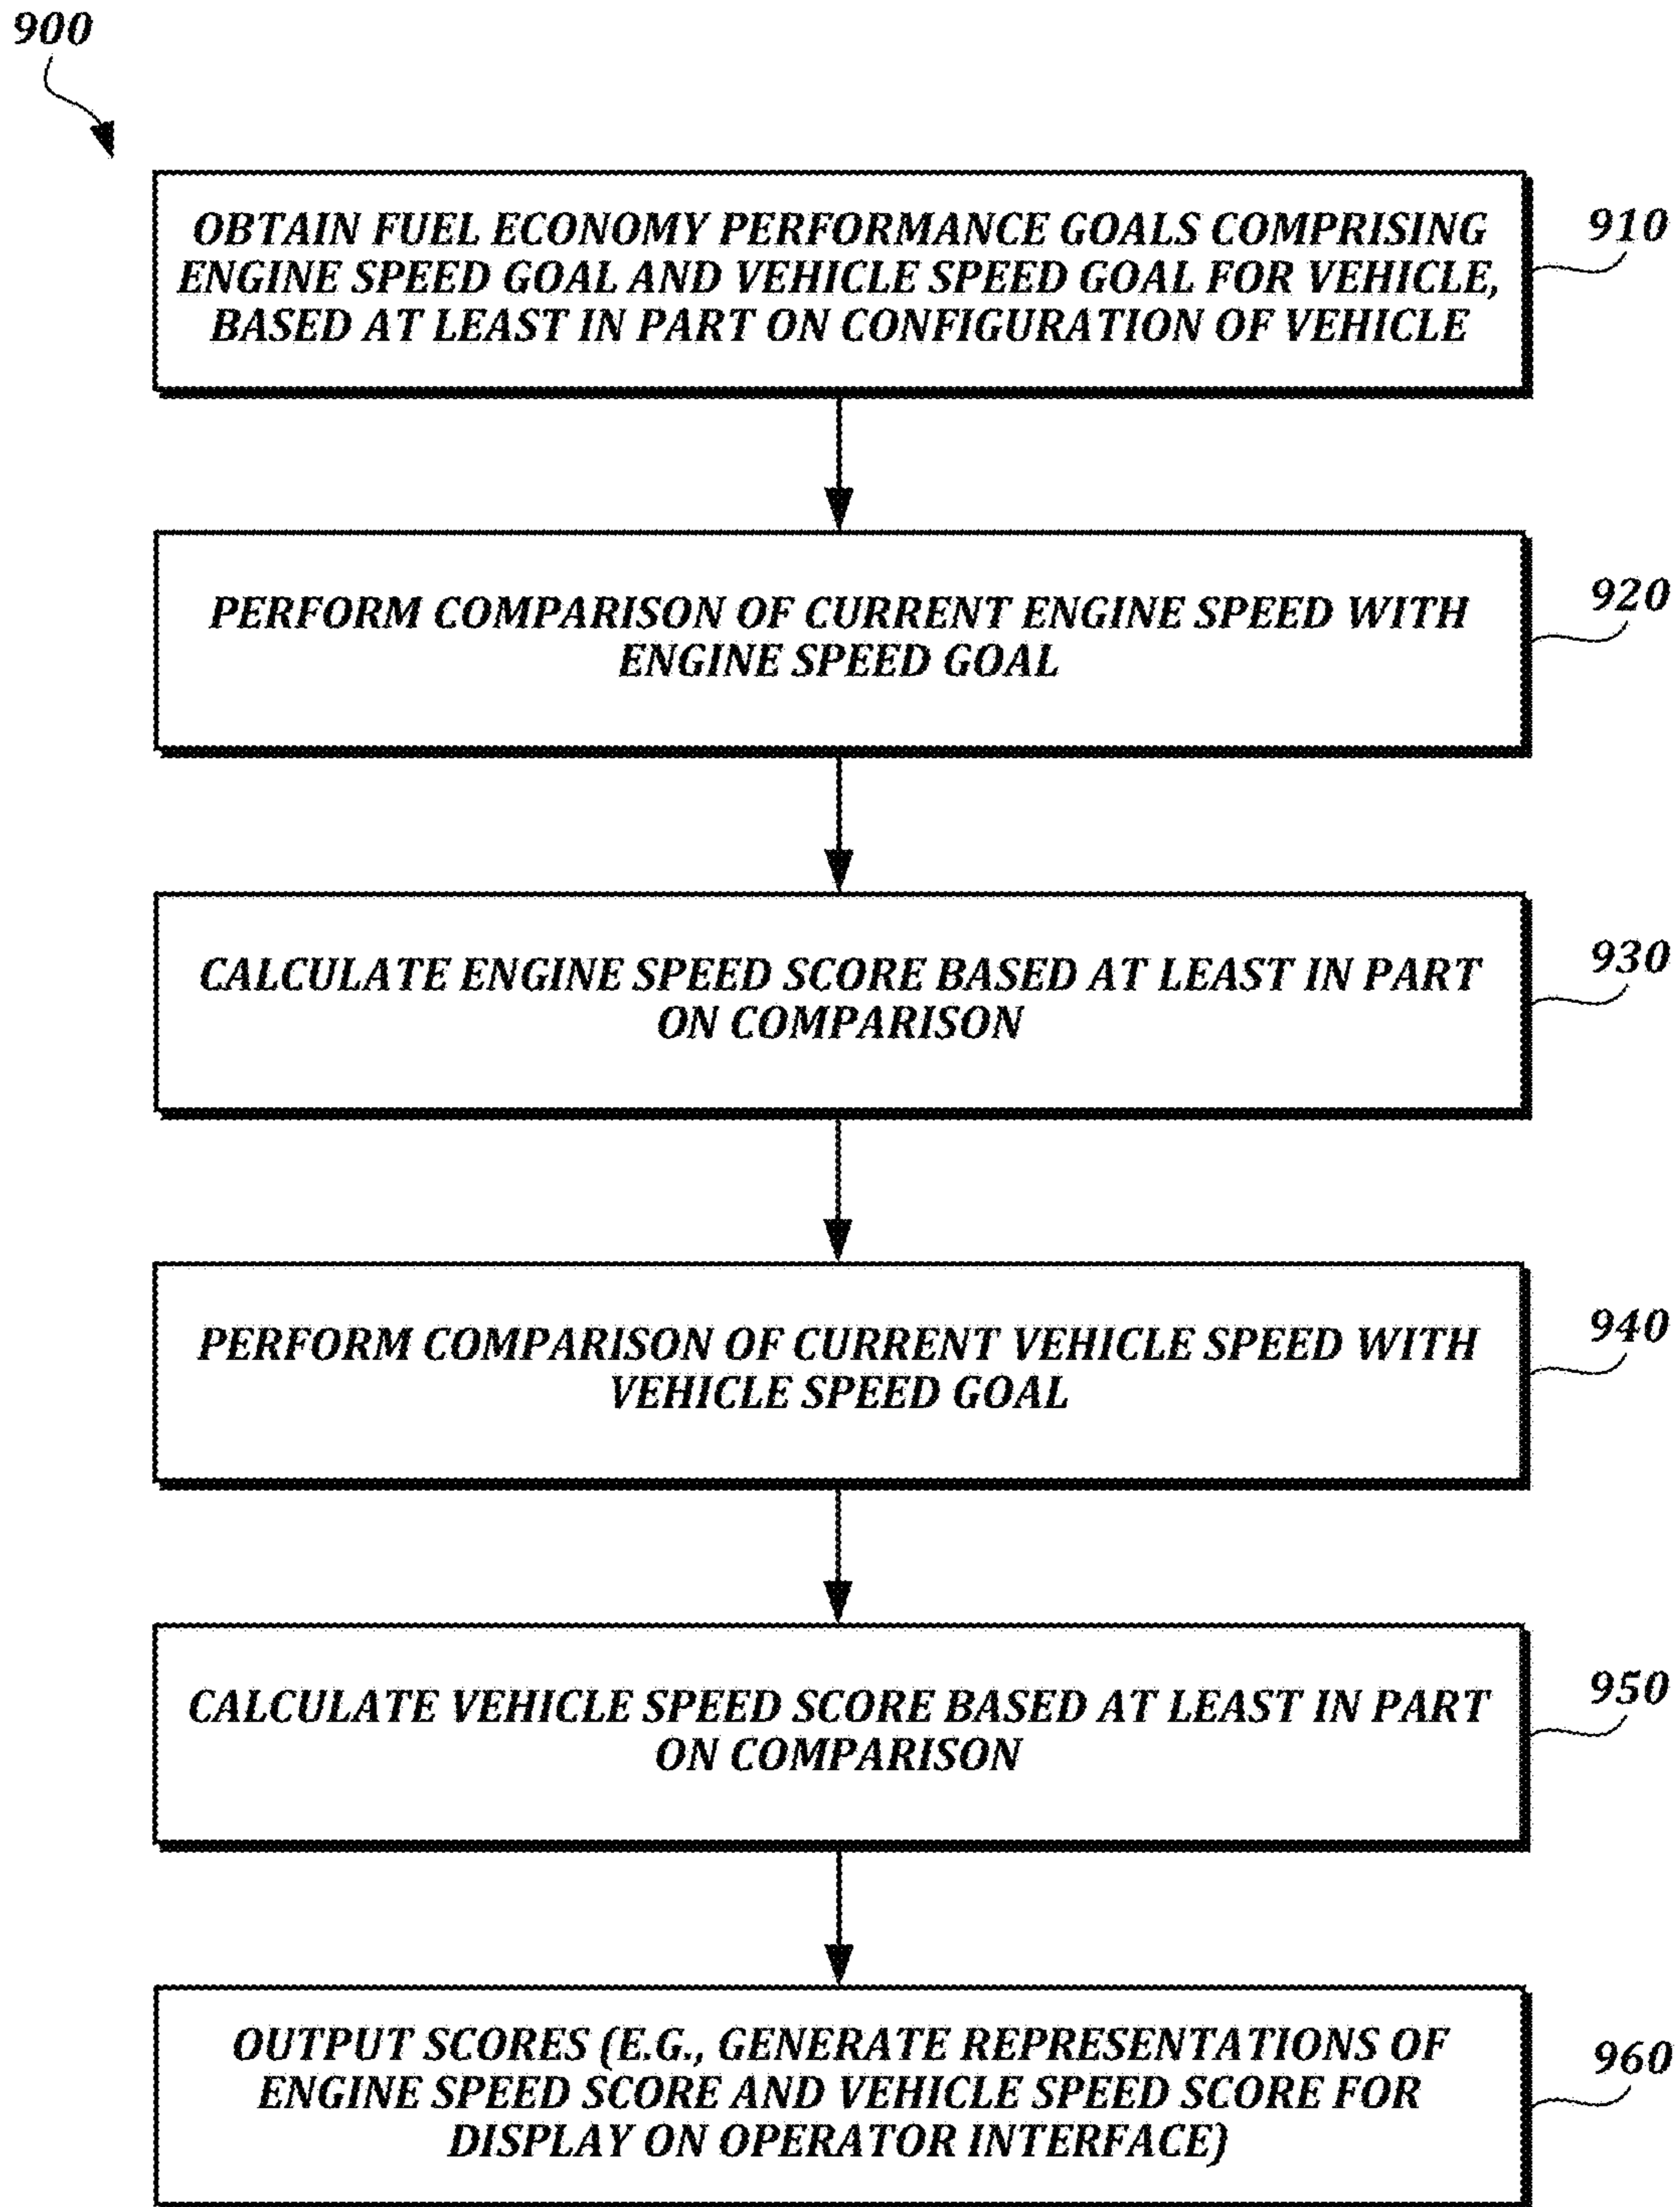 900
OBTAIN FUEL ECONOMY PERFORMANCE GOALS COMPRISING
ENGINE SPEED GOAL AND VEHICLE SPEED GOAL FOR VEHICLE,
BASED AT LEAST IN PART ON CONFIGURATION OF VEHICLE
910
PERFORM COMPARISON OF CURRENT ENGINE SPEED WITH
ENGINE SPEED GOAL
920
CALCULATE ENGINE SPEED SCORE BASED AT LEAST IN PART
ON COMPARISON
930
PERFORM COMPARISON OF CURRENT VEHICLE SPEED WITH
VEHICLE SPEED GOAL
940
CALCULATE VEHICLE SPEED SCORE BASED AT LEAST IN PART
ON COMPARISON
950
OUTPUT SCORES (E.G., GENERATE REPRESENTATIONS OF
ENGINE SPEED SCORE AND VEHICLE SPEED SCORE FOR
DISPLAY ON OPERATOR INTERFACE)
960